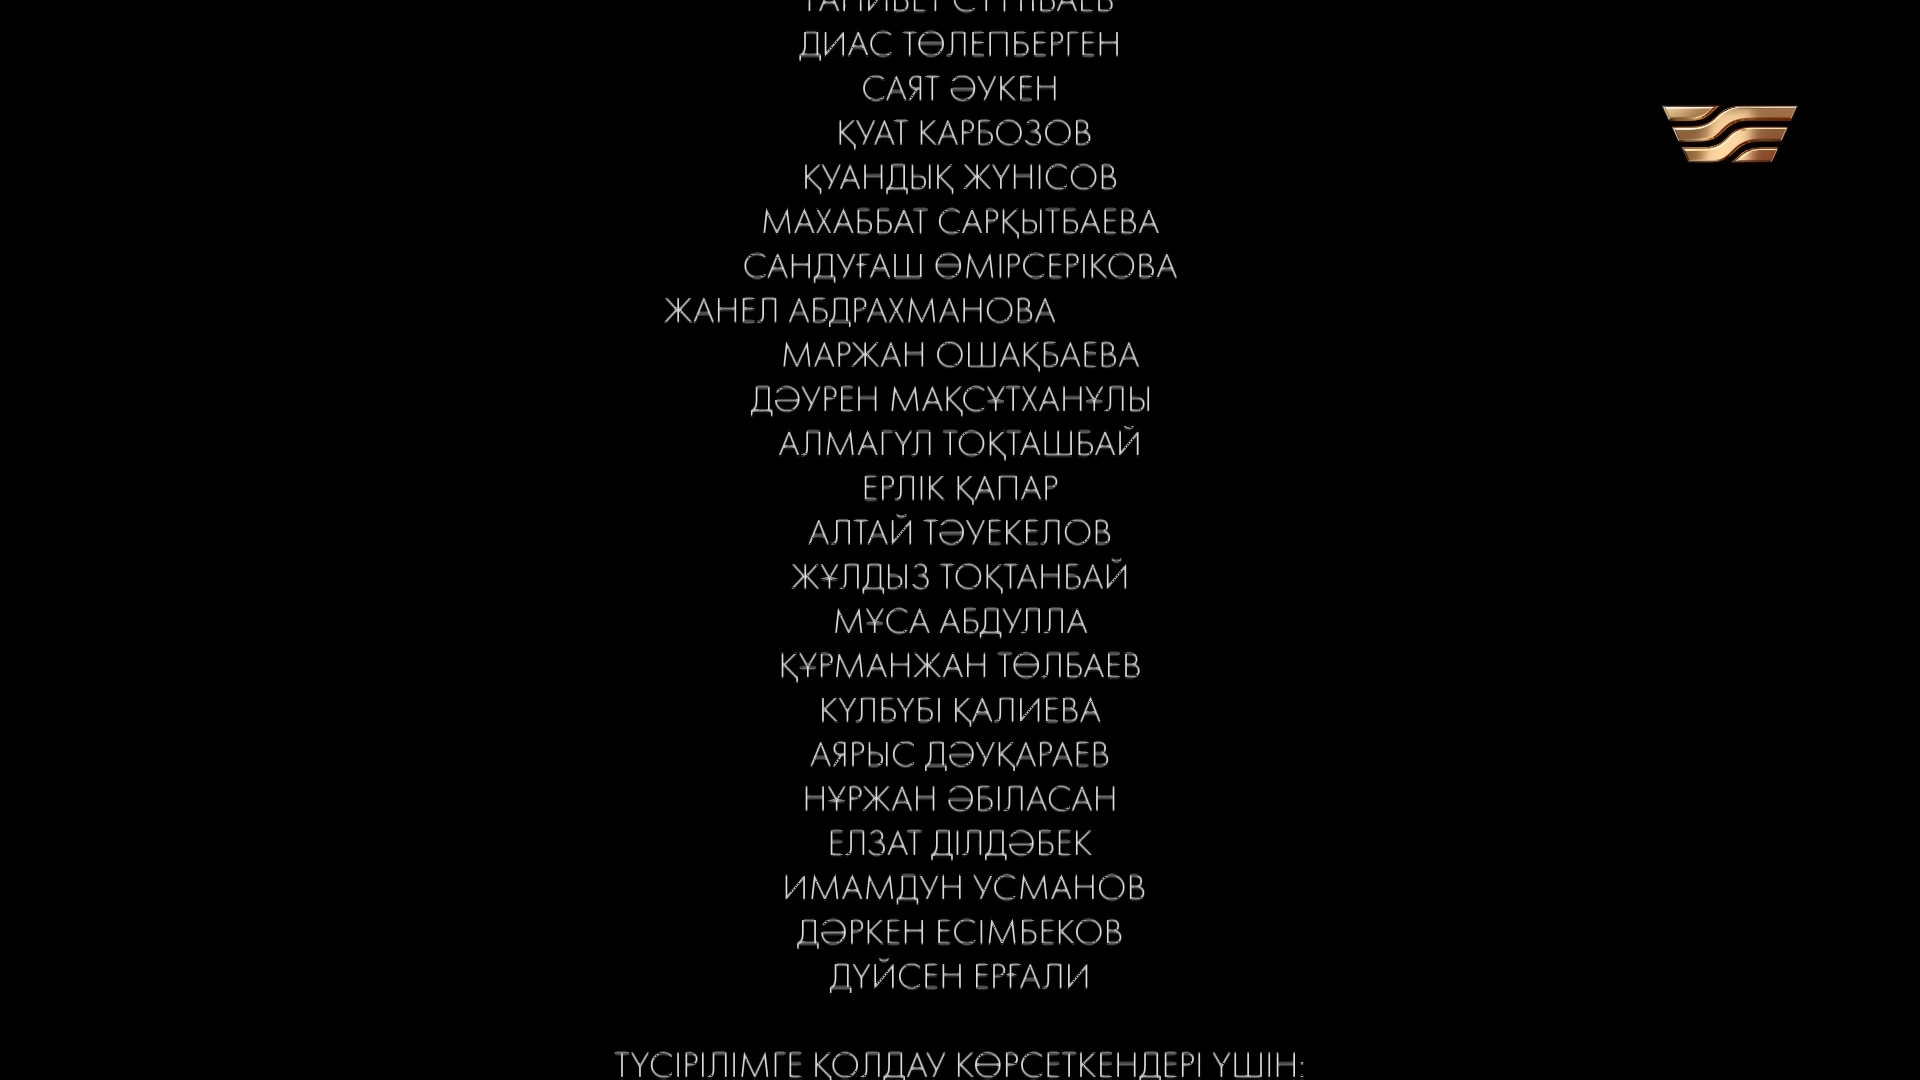 ДИАС ТӨЛЕПБЕРГЕН
САЯТ ӘУКЕН
ҚУАТ КАРБОЗОВ
ҚУАНДЫҚ ЖҮНІСОВ
МАХАББАТ САРҚЫТБАЕВА
САНДУҒАШ ӨМІРСЕРІКОВА
ЖАНЕЛ АБДРАХМАНОВА
МАРЖАН ОШАҚБАЕВА
ДӘУРЕН МАҚСҰТХАНҰЛЫ
АЛМАГҮЛ ТОҚТАШБАЙ
ЕРЛІК ҚАПАР
АЛТАЙ ТӘУЕКЕЛОВ
ЖҰЛДЫЗ ТОҚТАНБАЙ
МҰСА АБДУЛЛА
ҚҰРМАНЖАН ТӨЛБАЕВ
КҮЛБҮБІ ҚАЛИЕВА
АЯРЫС ДӘУҚАРАЕВ
НҰРЖАН ӘБІЛАСАН
ЕЛЗАТ ДІЛДӘБЕК
ИМАМДУН УСМАНОВ
ДӘРКЕН ЕСІМБЕКОВ
ДҮЙСЕН ЕРҒАЛИ
ТҮСІРІЛІМГЕ ҚОЛДАУ КӨРСЕТКЕНДЕРІ ҮШІН: